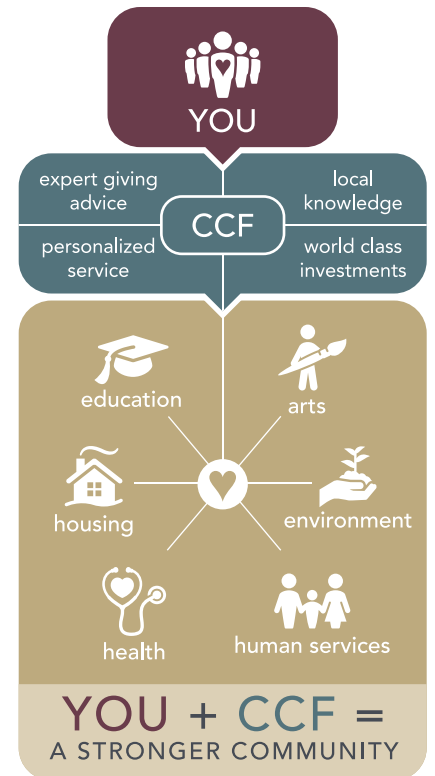 YOU
expert giving
advice
local
knowledge
CCF
personalized
service
world class
investments
education
arts
housing
environment
health
human services
YOU + CCF =
A STRONGER COMMUNITY